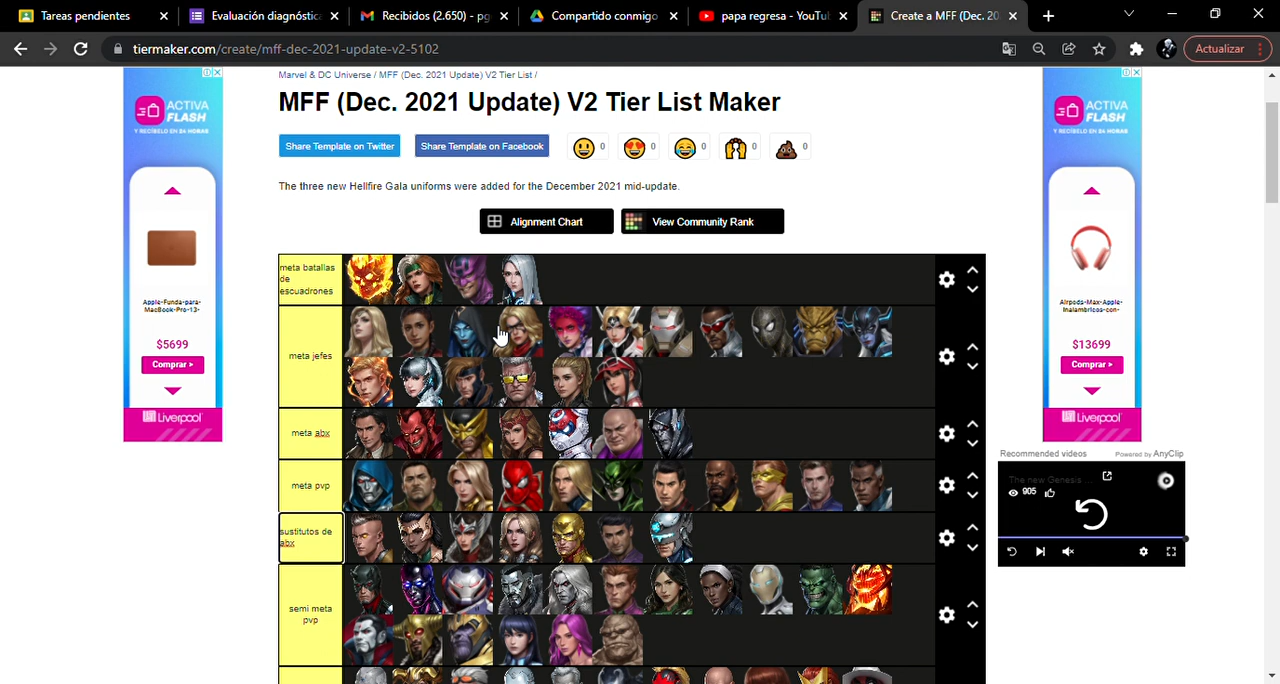 Tareas pendientes
Evaluación diagnóstica
Recibidos (2.650) - pg
Compartido conmigo
papa regresa - YouTu
Create a MFF (Dec. 20
tiermaker.com/create/mff-dec-2021-update-v2-5102
Actualizar
Marvel & DC Universe / MFF (Dec. 2021 Update) V2 Tier List /
MFF (Dec. 2021 Update) V2 Tier List Maker
Share Template on Twitter
Share Template on Facebook
0
0
0
0
0
The three new Hellfire Gala uniforms were added for the December 2021 mid-update.
Alignment Chart
View Community Rank
meta batallas
de
escuadrones
meta jefes
meta abx
meta pvp
sustitutos de
abx
semi meta
pvp
ACTIVA
FLASH
Y RECÍBELO EN 24 HORAS
Apple-Funda-para-
MacBook-Pro-13-
$5699
Comprar >
Liverpool
ACTIVA
FLASH
Y RECÍBELO EN 24 HORAS
Airpods-Max-Apple-
Inalámbricos-con-
$13699
Comprar >
Liverpool
Recommended videos
Powered by AnyClip
The new Genesis ...
905